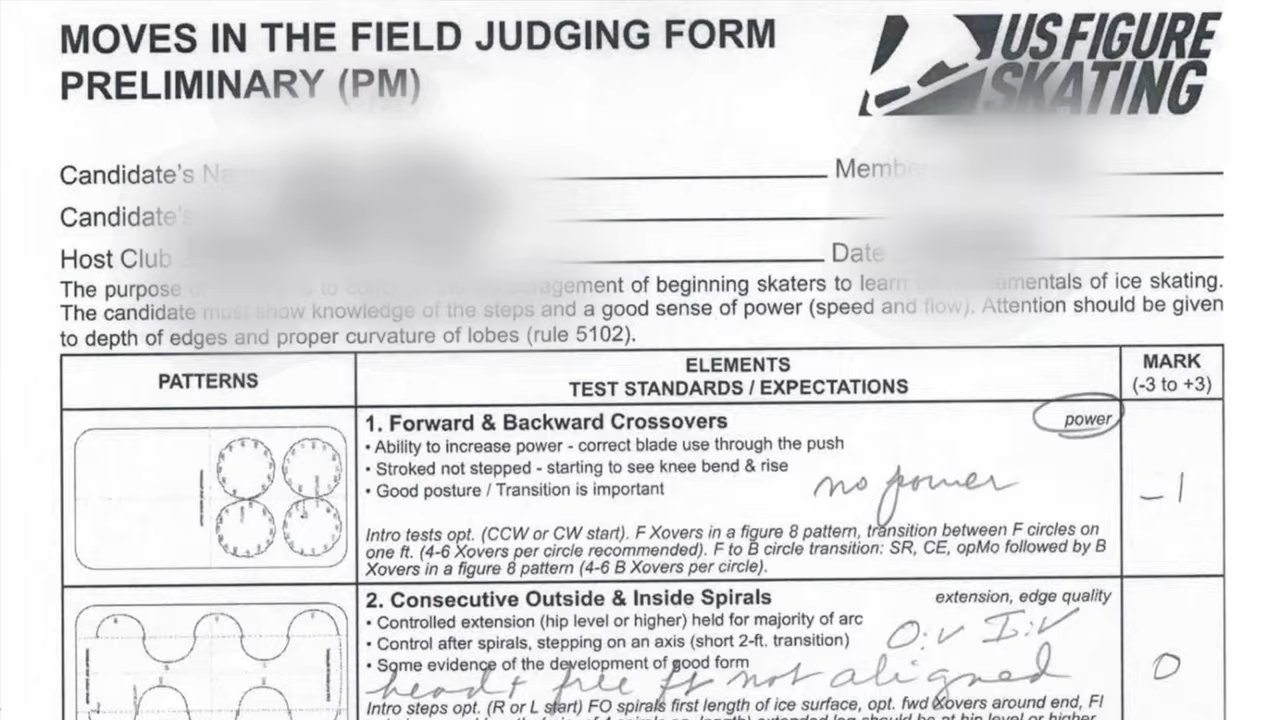 MOVES IN THE FIELD JUDGING FORM
PRELIMINARY (PM)
US FIGURE
SKATING
Candidate's Member
Candidate's
Host Club Date
The purpose of beginning skaters to learn of ice skating.
The candidate must show knowledge of the steps and a good sense of power (speed and flow). Attention should be given
to depth of edges and proper curvature of lobes (rule 5102).
PATTERNS
ELEMENTS
TEST STANDARDS / EXPECTATIONS
MARK
(-3 to +3)
1. Forward & Backward Crossovers power
• Ability to increase power - correct blade use through the push
• Stroked not stepped - starting to see knee bend & rise
• Good posture / Transition is important
no power
-1
Intro tests opt. (CCW or CW start). F Xovers in a figure 8 pattern, transition between F circles on
one ft. (4-6 Xovers per circle recommended). F to B circle transition: SR, CE, opMo followed by B
Xovers in a figure 8 pattern (4-6 B Xovers per circle).
2. Consecutive Outside & Inside Spirals extension, edge quality
• Controlled extension (hip level or higher) held for majority of arc
• Control after spirals, stepping on an axis (short 2-ft. transition)
O:✓ I:✓
• Some evidence of the development of good form
head + free ft not aligned
0
Intro steps opt. (R or L start) FO spirals first length of ice surface, opt. fwd Xovers around end, FI